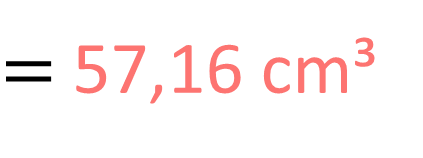 = 57,16 cm³